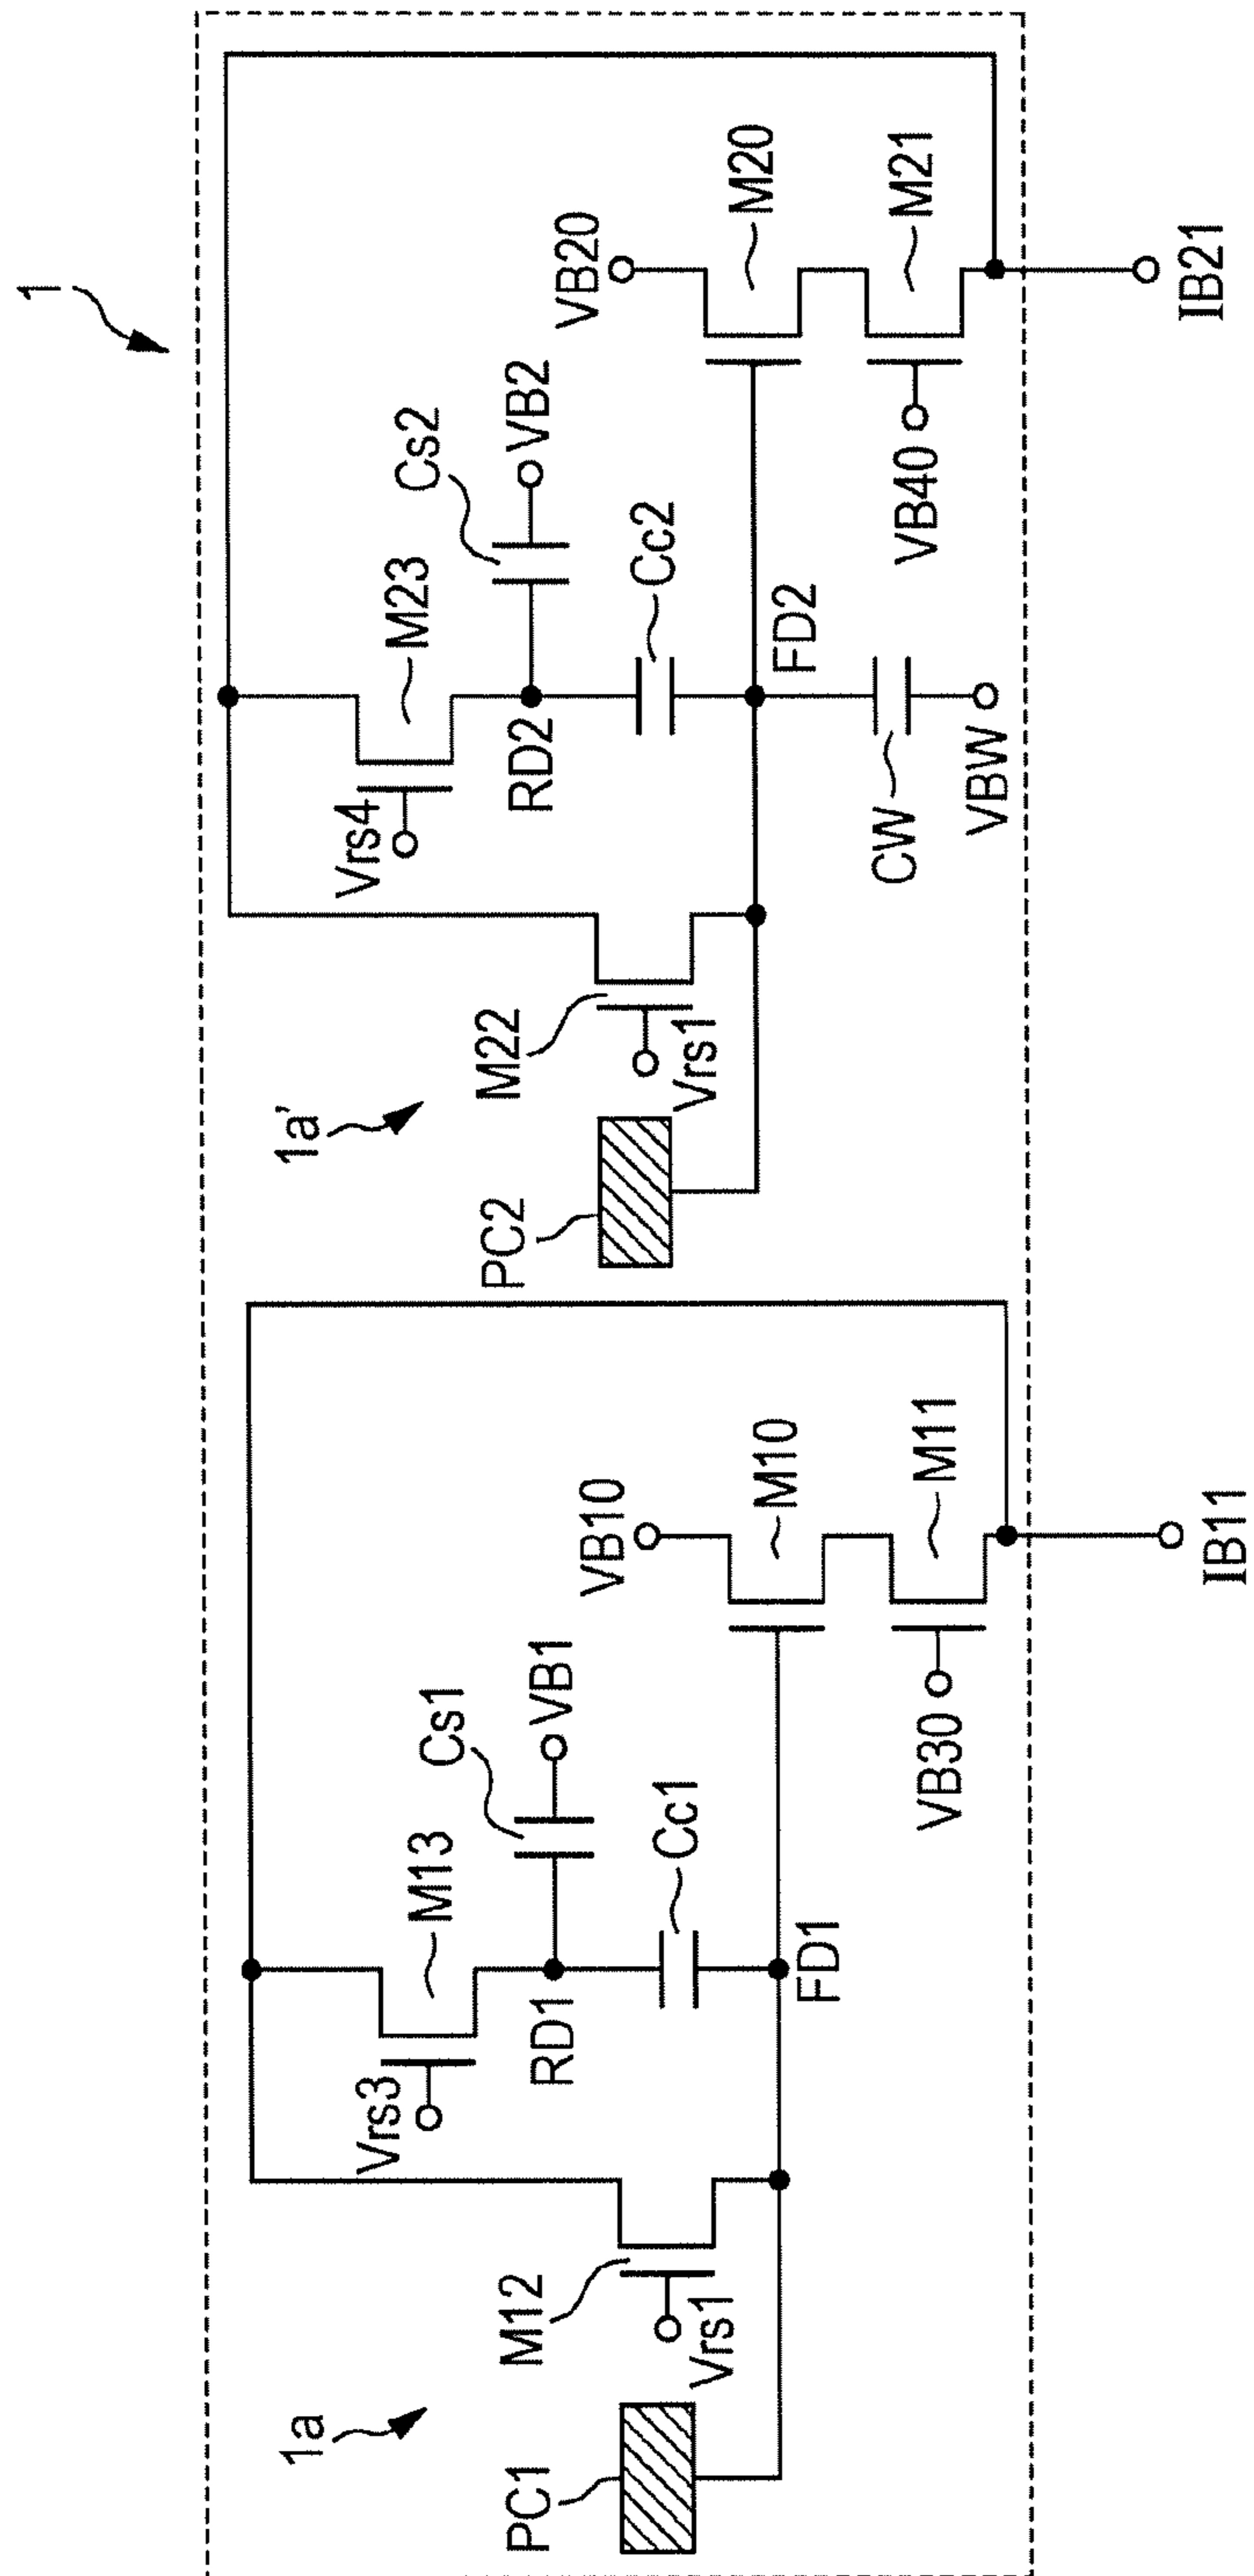 1
1a
PC1
M12
Vrs1
Vrs3
M13
RD1
Cs1
VB1
Cc1
FD1
VB10
M10
M11
VB30
IB11
1a'
PC2
M22
Vrs1
Vrs4
M23
RD2
Cs2
VB2
Cc2
FD2
CW
VBW
VB20
M20
M21
VB40
IB21